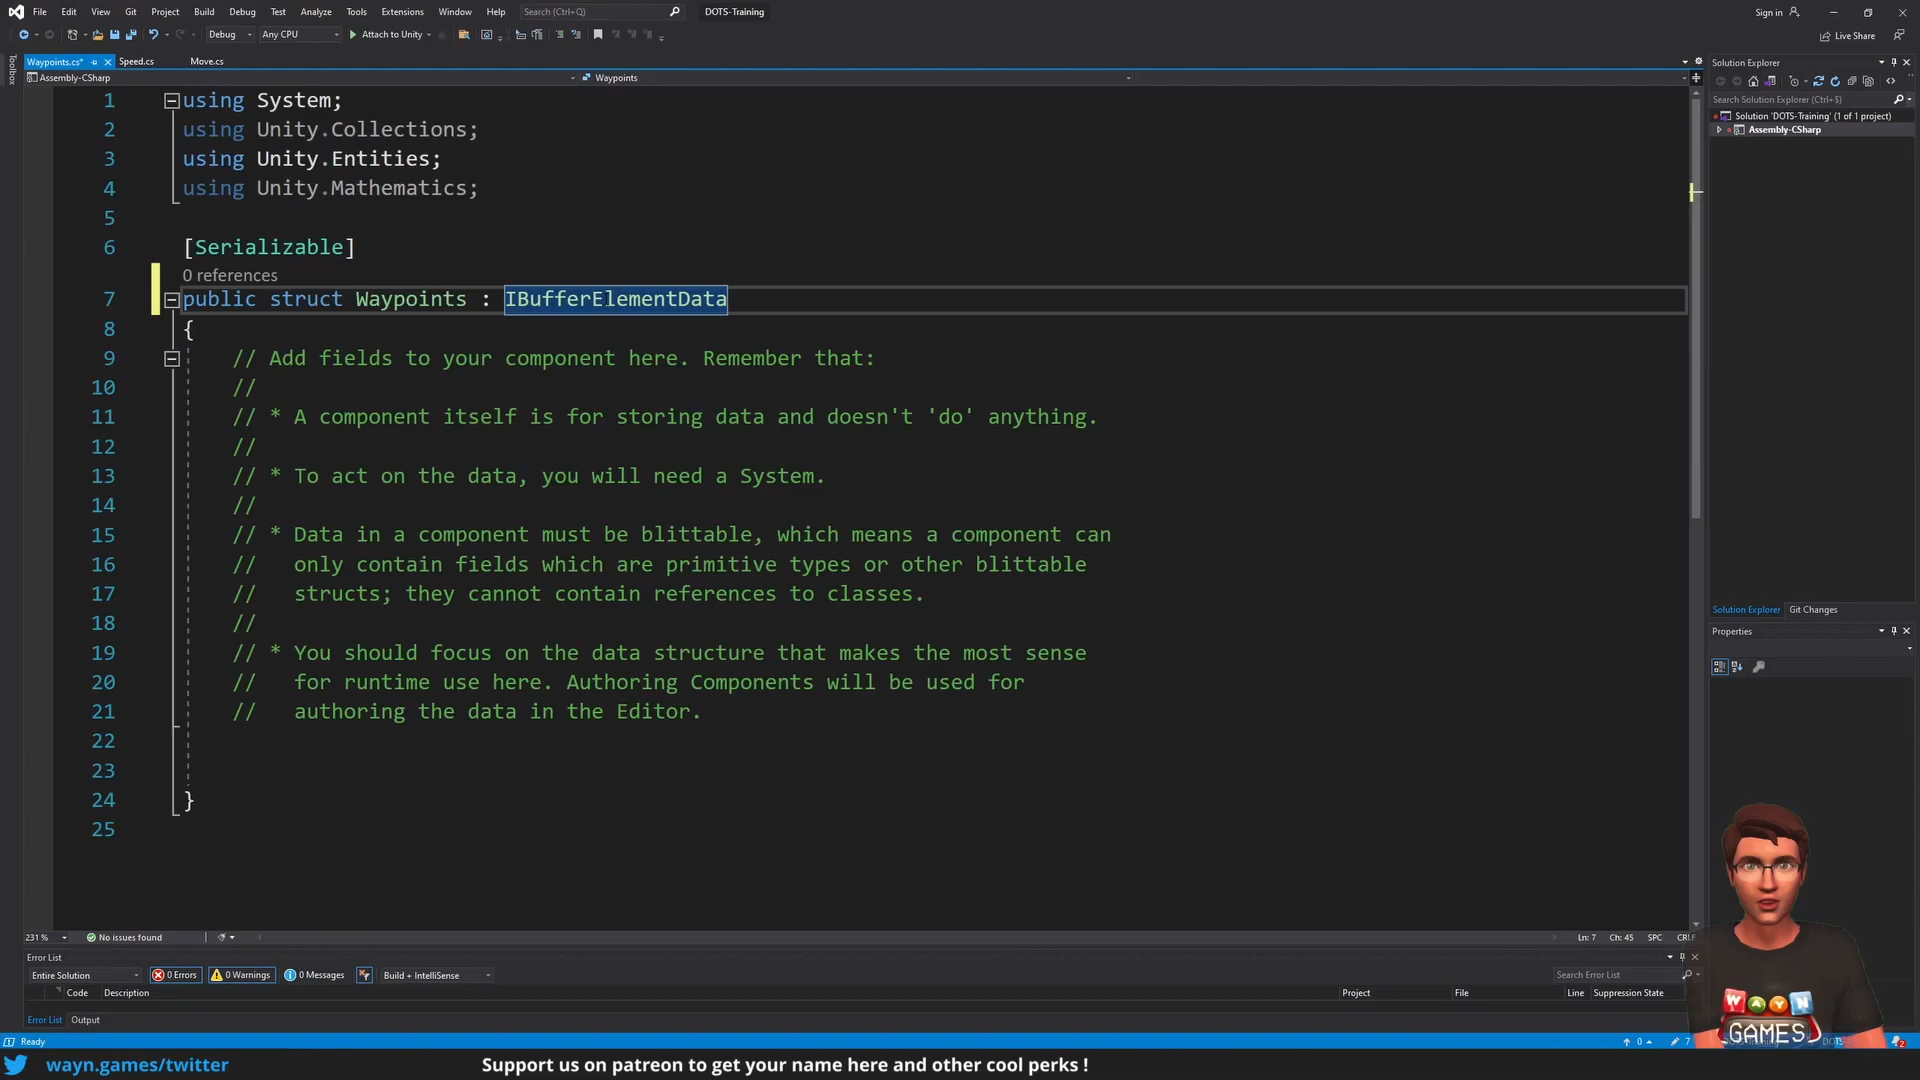 File Edit View Git Project Build Debug Test Analyze Tools Extensions Window Help Search (Ctrl+Q) DOTS-Training Sign in
Debug Any CPU Attach to Unity Live Share
Toolbox
Waypoints.cs* Speed.cs Move.cs
Assembly-CSharp Waypoints
1 using System;
2 using Unity.Collections;
3 using Unity.Entities;
4 using Unity.Mathematics;
5
6 [Serializable]
0 references
7 public struct Waypoints : IBufferElementData
8 {
9 // Add fields to your component here. Remember that:
10 //
11 // * A component itself is for storing data and doesn't 'do' anything.
12 //
13 // * To act on the data, you will need a System.
14 //
15 // * Data in a component must be blittable, which means a component can
16 // only contain fields which are primitive types or other blittable
17 // structs; they cannot contain references to classes.
18 //
19 // * You should focus on the data structure that makes the most sense
20 // for runtime use here. Authoring Components will be used for
21 // authoring the data in the Editor.
22
23
24 }
25
Solution Explorer
Search Solution Explorer (Ctrl+$)
Solution 'DOTS-Training' (1 of 1 project)
Assembly-CSharp
Solution Explorer Git Changes
Properties
231 % No issues found Ln: 7 Ch: 45 SPC CRLF
Error List
Entire Solution 0 Errors 0 Warnings 0 Messages Build + IntelliSense Search Error List
Code Description Project File Line Suppression State
Error List Output
Ready 0 7
WAYN
GAMES
wayn.games/twitter Support us on patreon to get your name here and other cool perks !